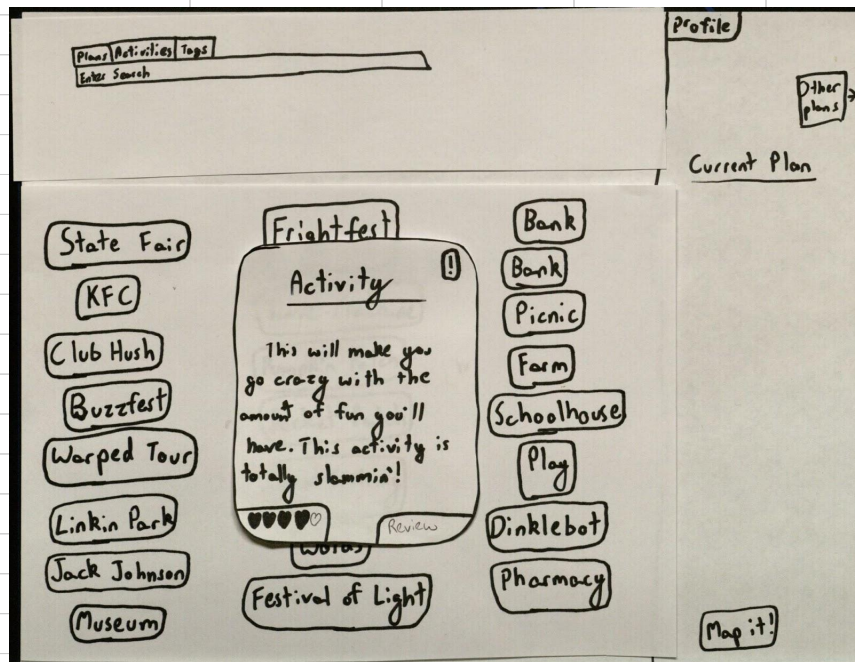 Plans Activities Tags
Enter Search
Profile
Other
plans
Current Plan
State Fair
KFC
Club Hush
Buzzfest
Warped Tour
Linkin Park
Jack Johnson
Museum
Frightfest
!
Activity
This will make you
go crazy with the
amount of fun you'll
have. This activity is
totally slammin'!
Review
Festival of Light
Bank
Bank
Picnic
Farm
Schoolhouse
Play
Dinklebot
Pharmacy
Map it!